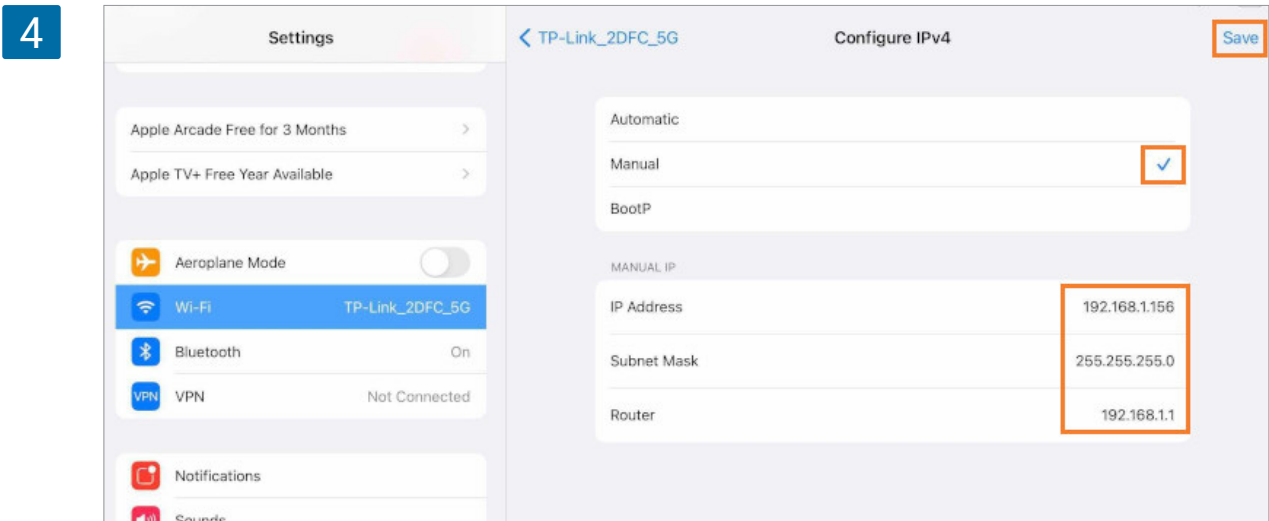 4
Settings
Apple Arcade Free for 3 Months
Apple TV+ Free Year Available
Aeroplane Mode
Wi-Fi TP-Link_2DFC_5G
Bluetooth On
VPN VPN Not Connected
Notifications
Sounds
TP-Link_2DFC_5G Configure IPv4 Save
Automatic
Manual
BootP
MANUAL IP
IP Address 192.168.1.156
Subnet Mask 255.255.255.0
Router 192.168.1.1